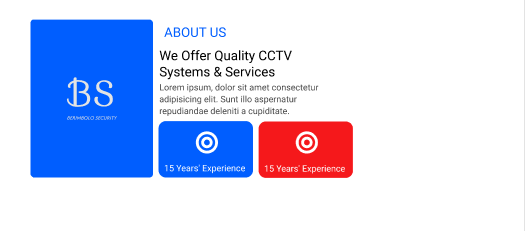 ABOUT US
We Offer Quality CCTV
Systems & Services
Lorem ipsum, dolor sit amet consectetur
adipisicing elit. Sunt illo aspernatur
repudiandae deleniti a cupiditate.
BS
BERIMBOLO SECURITY
15 Years' Experience
15 Years' Experience